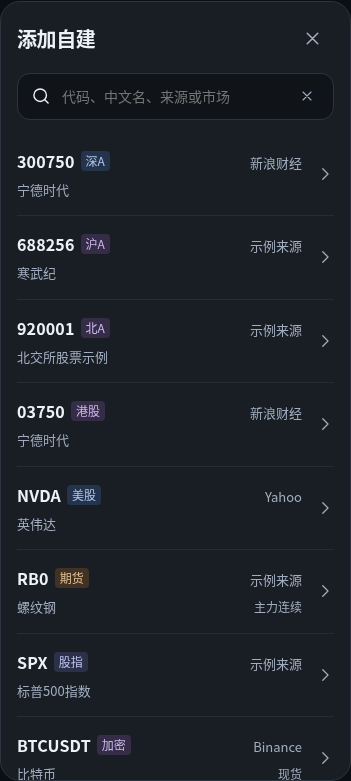 添加自建
代码、中文名、来源或市场
300750 深A 新浪财经
宁德时代
688256 沪A 示例来源
寒武纪
920001 北A 示例来源
北交所股票示例
03750 港股 新浪财经
宁德时代
NVDA 美股 Yahoo
英伟达
RB0 期货 示例来源
螺纹钢 主力连续
SPX 股指 示例来源
标普500指数
BTCUSDT 加密 Binance
比特币 现货